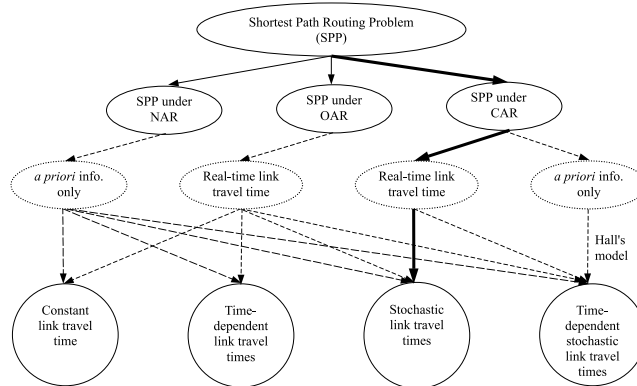 Shortest Path Routing Problem
(SPP)
SPP under
NAR
SPP under
OAR
SPP under
CAR
a priori info.
only
Real-time link
travel time
Real-time link
travel time
a priori info.
only
Hall's
model
Constant
link travel
time
Time-
dependent
link travel
times
Stochastic
link travel
times
Time-
dependent
stochastic
link travel
times